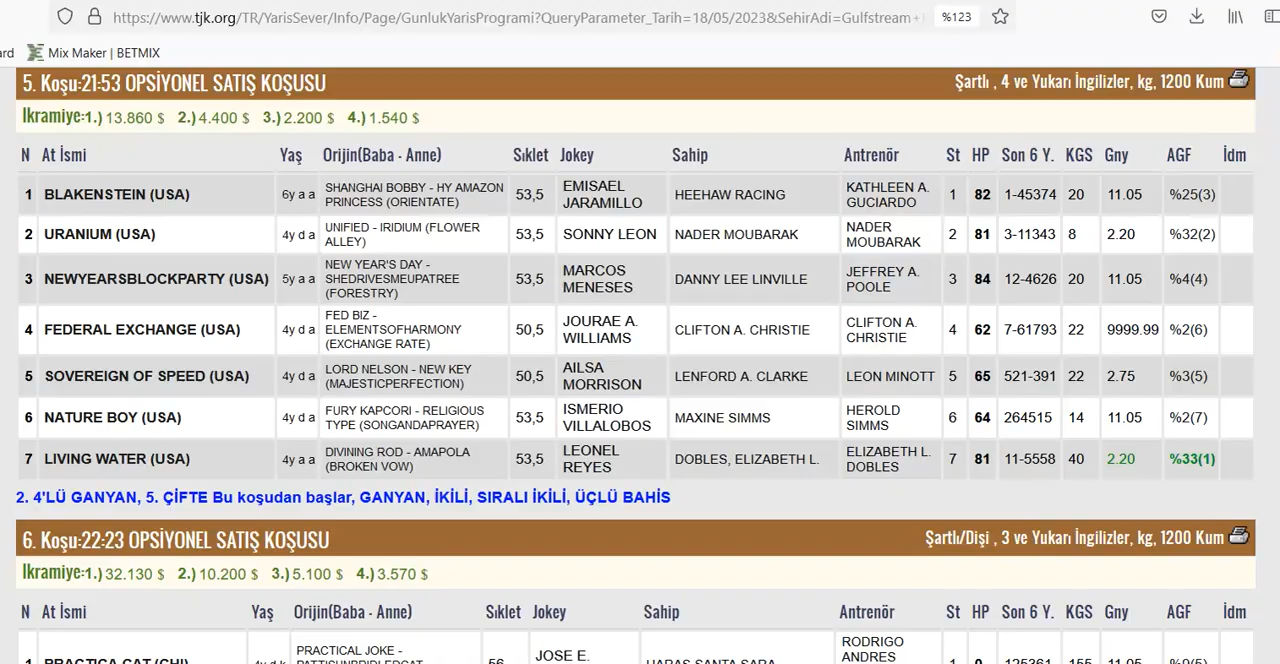 https://www.tjk.org/TR/YarisSever/Info/Page/GunlukYarisProgrami?QueryParameter_Tarih=18/05/2023&SehirAdi=Gulfstream+ %123
ard Mix Maker | BETMIX
5. Koşu:21:53 OPSİYONEL SATIŞ KOŞUSU Şartlı , 4 ve Yukarı İngilizler, kg, 1200 Kum
İkramiye:1.) 13.860 $ 2.) 4.400 $ 3.) 2.200 $ 4.) 1.540 $
N At İsmi Yaş Orijin(Baba - Anne) Sıklet Jokey Sahip Antrenör St HP Son 6 Y. KGS Gny AGF İdm
1 BLAKENSTEIN (USA) 6y a a SHANGHAI BOBBY - HY AMAZON PRINCESS (ORIENTATE) 53,5 EMISAEL JARAMILLO HEEHAW RACING KATHLEEN A. GUCIARDO 1 82 1-45374 20 11.05 %25(3)
2 URANIUM (USA) 4y d a UNIFIED - IRIDIUM (FLOWER ALLEY) 53,5 SONNY LEON NADER MOUBARAK NADER MOUBARAK 2 81 3-11343 8 2.20 %32(2)
3 NEWYEARSBLOCKPARTY (USA) 5y a a NEW YEAR'S DAY - SHEDRIVESMEUPATREE (FORESTRY) 53,5 MARCOS MENESES DANNY LEE LINVILLE JEFFREY A. POOLE 3 84 12-4626 20 11.05 %4(4)
4 FEDERAL EXCHANGE (USA) 4y d a FED BIZ - ELEMENTSOFHARMONY (EXCHANGE RATE) 50,5 JOURAE A. WILLIAMS CLIFTON A. CHRISTIE CLIFTON A. CHRISTIE 4 62 7-61793 22 9999.99 %2(6)
5 SOVEREIGN OF SPEED (USA) 4y d a LORD NELSON - NEW KEY (MAJESTICPERFECTION) 50,5 AILSA MORRISON LENFORD A. CLARKE LEON MINOTT 5 65 521-391 22 2.75 %3(5)
6 NATURE BOY (USA) 4y d a FURY KAPCORI - RELIGIOUS TYPE (SONGANDAPRAYER) 53,5 ISMERIO VILLALOBOS MAXINE SIMMS HEROLD SIMMS 6 64 264515 14 11.05 %2(7)
7 LIVING WATER (USA) 4y a a DIVINING ROD - AMAPOLA (BROKEN VOW) 53,5 LEONEL REYES DOBLES, ELIZABETH L. ELIZABETH L. DOBLES 7 81 11-5558 40 2.20 %33(1)
2. 4'LÜ GANYAN, 5. ÇİFTE Bu koşudan başlar, GANYAN, İKİLİ, SIRALI İKİLİ, ÜÇLÜ BAHİS
6. Koşu:22:23 OPSİYONEL SATIŞ KOŞUSU Şartlı/Dişi , 3 ve Yukarı İngilizler, kg, 1200 Kum
İkramiye:1.) 32.130 $ 2.) 10.200 $ 3.) 5.100 $ 4.) 3.570 $
N At İsmi Yaş Orijin(Baba - Anne) Sıklet Jokey Sahip Antrenör St HP Son 6 Y. KGS Gny AGF İdm
PRACTICAL JOKE - JOSE E. RODRIGO ANDRES